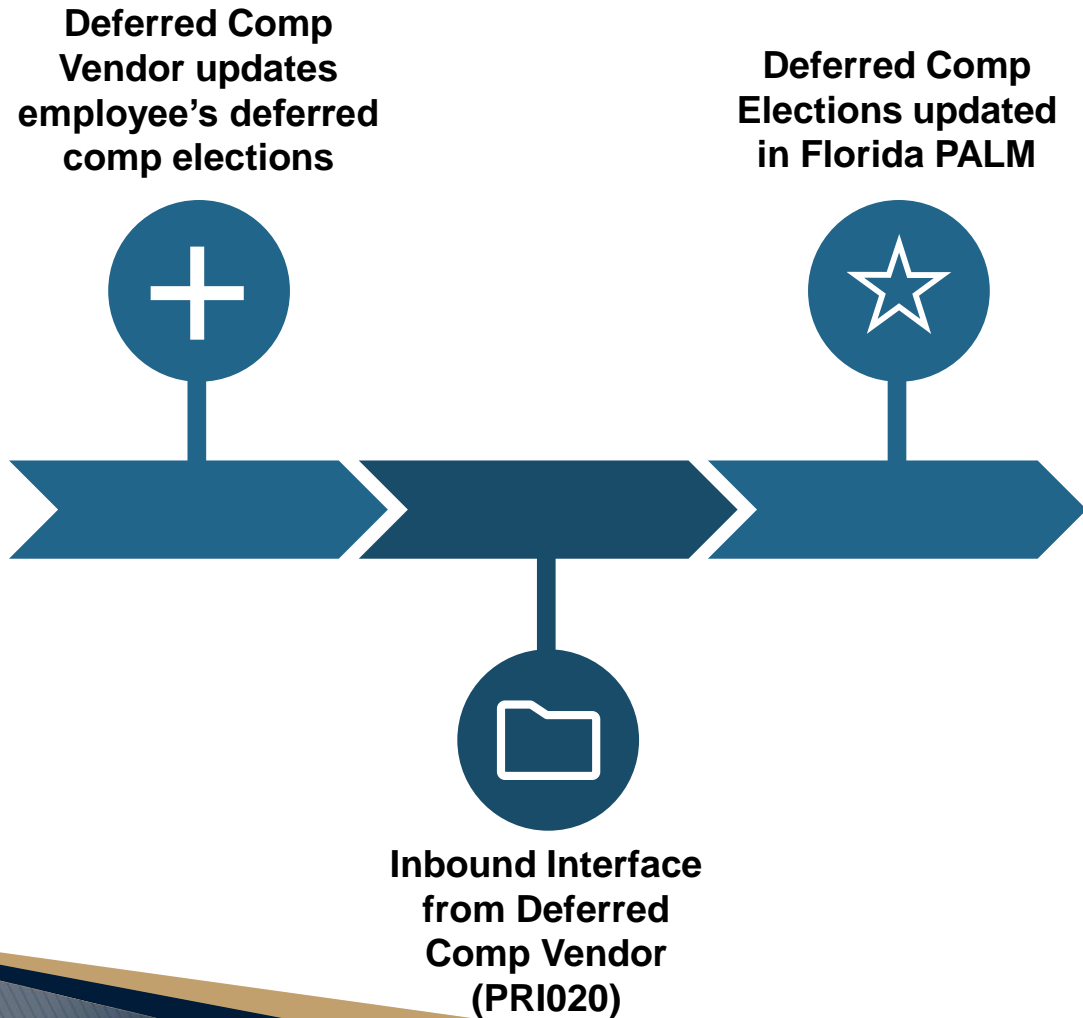 Deferred Comp
Vendor updates
employee’s deferred
comp elections
Inbound Interface
from Deferred
Comp Vendor
(PRI020)
Deferred Comp
Elections updated
in Florida PALM